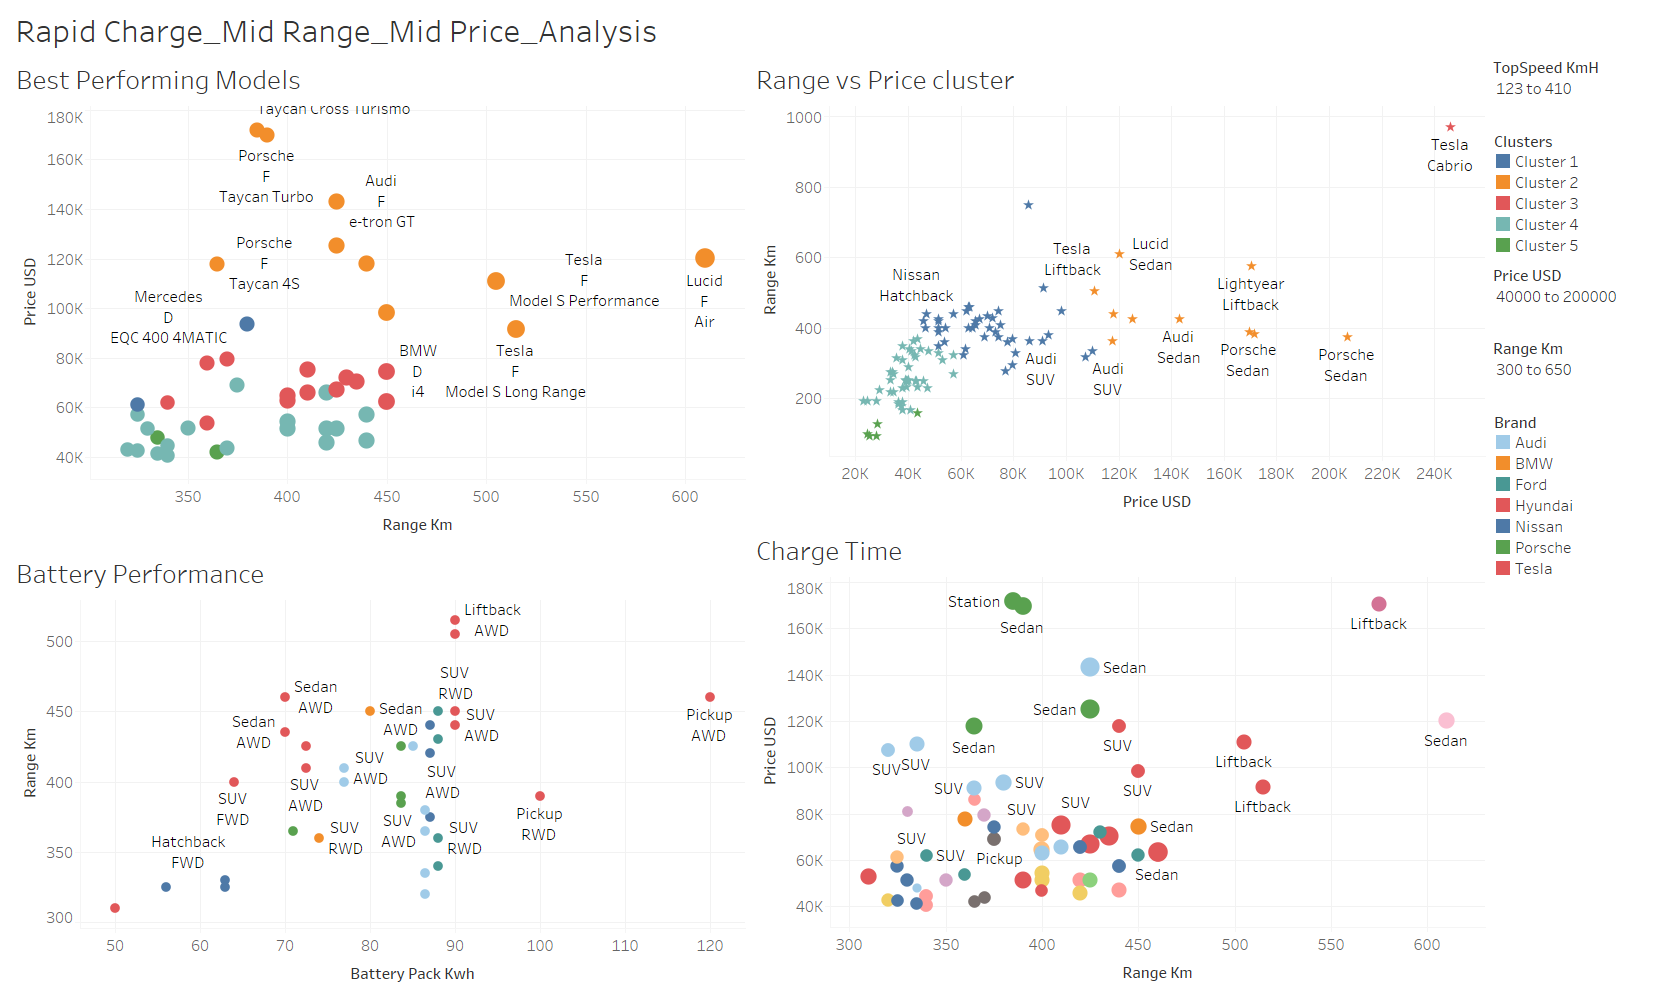 Rapid Charge_Mid Range_Mid Price_Analysis
Best Performing Models
180K
160K
140K
120K
100K
80K
60K
40K
Price USD
Taycan Cross Turismo
Porsche
F
Taycan Turbo
Audi
F
e-tron GT
Porsche
F
Taycan 4S
Mercedes
D
EQC 400 4MATIC
Tesla
F
Model S Performance
Lucid
F
Air
BMW
D
i4
Tesla
F
Model S Long Range
350
400
450
500
550
600
Range Km
Range vs Price cluster
1000
800
600
400
200
Range Km
Tesla
Cabrio
Lucid
Sedan
Tesla
Liftback
Nissan
Hatchback
Lightyear
Liftback
Audi
Sedan
Porsche
Sedan
Porsche
Sedan
Audi
SUV
Audi
SUV
20K
40K
60K
80K
100K
120K
140K
160K
180K
200K
220K
240K
Price USD
TopSpeed KmH
123 to 410
Clusters
Cluster 1
Cluster 2
Cluster 3
Cluster 4
Cluster 5
Price USD
40000 to 200000
Range Km
300 to 650
Brand
Audi
BMW
Ford
Hyundai
Nissan
Porsche
Tesla
Battery Performance
500
450
400
350
300
Range Km
Liftback
AWD
SUV
RWD
Sedan
AWD
Sedan
AWD
Sedan
AWD
SUV
AWD
Pickup
AWD
SUV
AWD
SUV
AWD
SUV
FWD
SUV
AWD
Pickup
RWD
SUV
RWD
SUV
AWD
SUV
RWD
Hatchback
FWD
50
60
70
80
90
100
110
120
Battery Pack Kwh
Charge Time
180K
160K
140K
120K
100K
80K
60K
40K
Price USD
Station
Sedan
Liftback
Sedan
Sedan
Sedan
SUV
Sedan
SUV
SUV
Liftback
SUV
SUV
SUV
Liftback
SUV
SUV
SUV
Sedan
SUV
Pickup
Sedan
300
350
400
450
500
550
600
Range Km